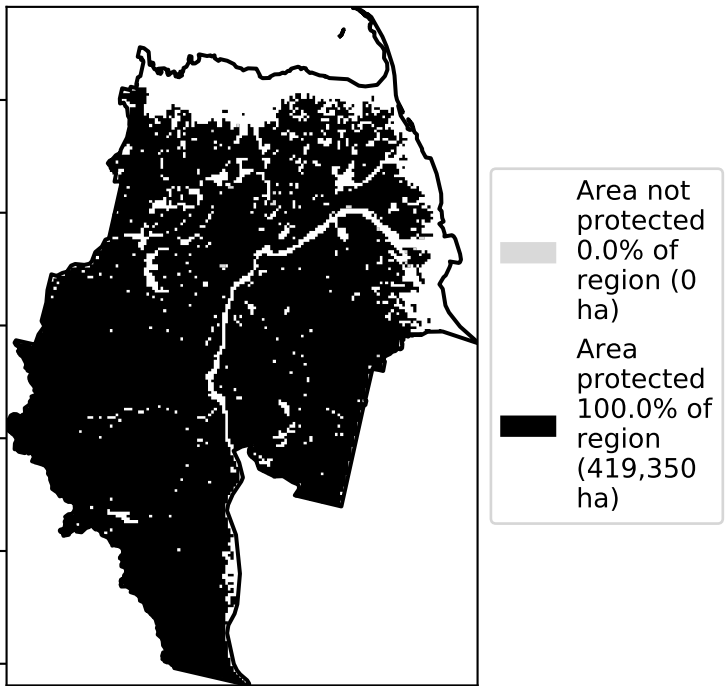 Area not
protected
0.0% of
region (0
ha)
Area
protected
100.0% of
region
(419,350
ha)